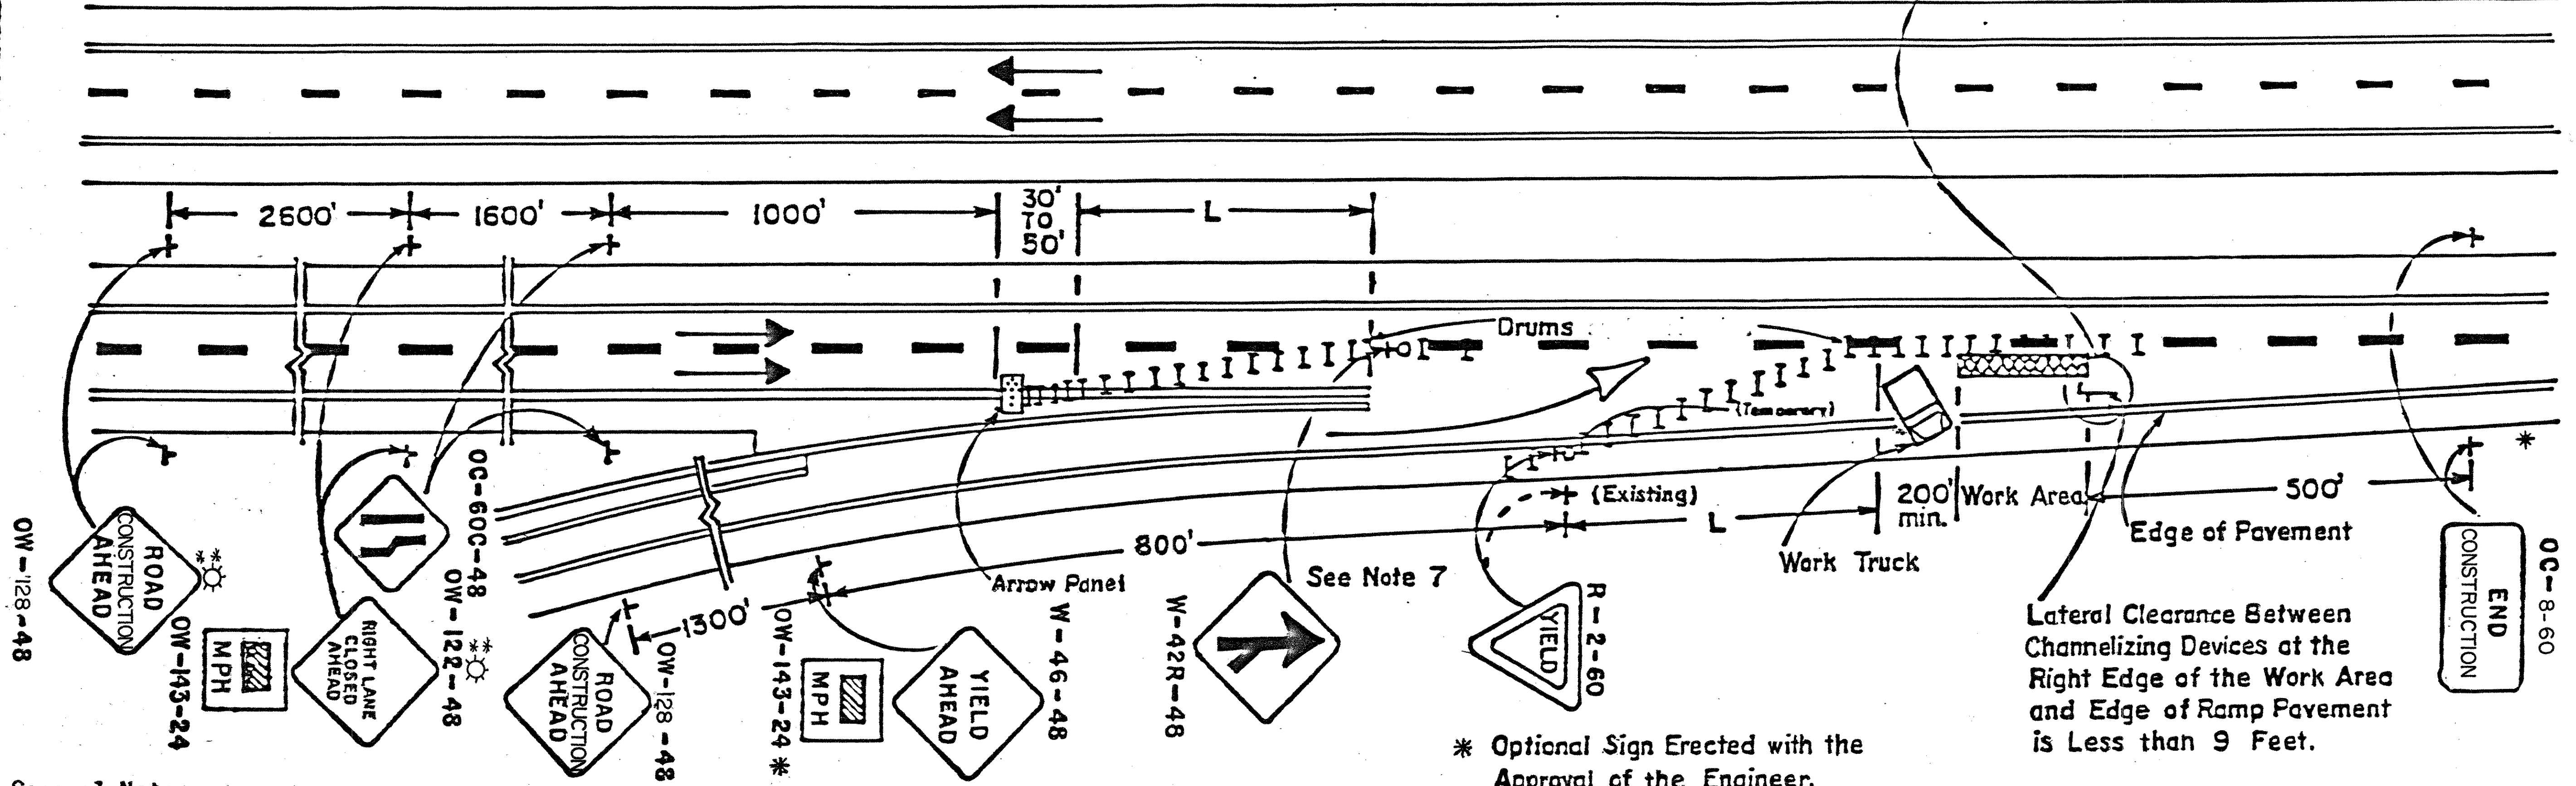 2600'
1600'
1000'
30'
TO
50'
L
Drums
(Temporary)
(Existing)
L
200'
min.
Work Area
500'
800'
1300'
Edge of Pavement
Work Truck
Arrow Panel
See Note 7
OW-128-48
ROAD
CONSTRUCTION
AHEAD
**
OW-143-24
MPH
RIGHT LANE
CLOSED
AHEAD
OC-60C-48
OW-122-48
**
ROAD
CONSTRUCTION
AHEAD
OW-128-48
OW-143-24 *
MPH
YIELD
AHEAD
W-46-48
W-42R-48
YIELD
R-2-60
Lateral Clearance Between
Channelizing Devices at the
Right Edge of the Work Area
and Edge of Ramp Pavement
is Less than 9 Feet.
END
CONSTRUCTION
OC-8-60
*
* Optional Sign Erected with the
Approval of the Engineer.